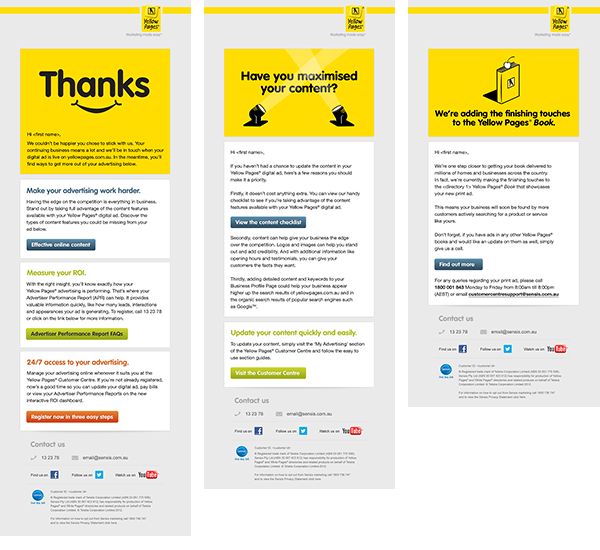 Yellow
Pages
Marketing made easy
Thanks
Hi <first name>,
We couldn't be happier you chose to stick with us. Your
continuing business means a lot and we'll be in touch when your
digital ad is live on yellowpages.com.au. In the meantime, you'll
find ways to get more out of your advertising below.
Make your advertising work harder.
Having the edge on the competition is everything in business.
Stand out by taking full advantage of the content features
available with your Yellow Pages® digital ad. Discover the
types of content features you could be missing from your
ad below.
Effective online content
Measure your ROI.
With the right insight, you'll know exactly how your
Yellow Pages® advertising is performing. That's where your
Advertiser Performance Report (APR) can help. It provides
valuable information quickly, like how many leads, interactions
and appearances your ad is generating. To register, call 13 23 78
or click on the link below for more information.
Advertiser Performance Report FAQs
24/7 access to your advertising.
Manage your advertising online whenever it suits you at the
Yellow Pages® Customer Centre. If you're not already registered,
now's a good time so you can update your digital ad, pay bills
or view your Advertiser Performance Reports on the new
interactive ROI dashboard.
Register now in three easy steps
Contact us
13 23 78
email@sensis.com.au
Find us on
Follow us on
Watch us on YouTube
Yellow
Pages
Marketing made easy
Have you maximised
your content?
Hi <first name>,
If you haven't had a chance to update the content in your
Yellow Pages® digital ad, here's a few reasons you should
make it a priority.
Firstly, it doesn't cost anything extra. You can view our handy
checklist to see if you're taking advantage of the content
features available with your Yellow Pages® digital ad.
View the content checklist
Secondly, content can help give your business the edge
over the competition. Logos and images can help you stand
out and add credibility. And with additional information like
opening hours and testimonials, you can give your
customers the facts they want.
Thirdly, adding detailed content and keywords to your
Business Profile Page could help your business appear
higher up the search results of yellowpages.com.au and in
the organic search results of popular search engines such
as Google™.
Update your content quickly and easily.
To update your content, simply visit the 'My Advertising' section
of the Yellow Pages® Customer Centre and follow the easy to
use section guides.
Visit the Customer Centre
Contact us
13 23 78
email@sensis.com.au
Find us on
Follow us on
Watch us on YouTube
Yellow
Pages
Marketing made easy
We're adding the finishing touches
to the Yellow Pages® Book.
Hi <first name>,
We're one step closer to getting your book delivered to
millions of homes and businesses across the country.
In fact, we're currently making the finishing touches to
the <directory 1> Yellow Pages® Book that showcases
your new print ad.
This means your business will soon be found by more
customers actively searching for a product or service
like yours.
Don't forget, if you have ads in any other Yellow Pages®
books and would like an update on them as well, simply
give us a call.
Find out more
For any queries regarding your print ad, please call
1800 001 843 Monday to Friday from 8:00am till 8:00pm
(AEST) or email customercentresupport@sensis.com.au
Contact us
13 23 78
email@sensis.com.au
Find us on
Follow us on
Watch us on YouTube